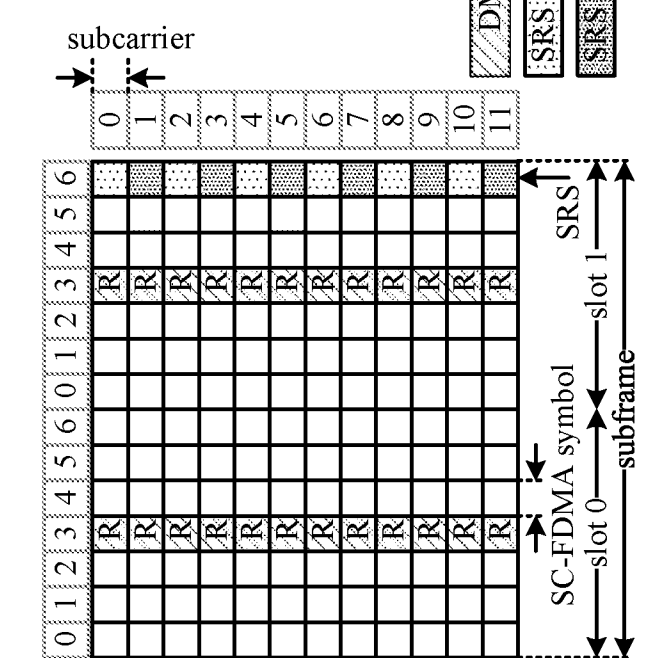 subcarrier
SRS
SRS
0 1 2 3 4 5 6 7 8 9 10 11
6
5
4
3 R R R R R R R R R R R R
2
1
0
6
5
4
3 R R R R R R R R R R R R
2
1
0
SRS
slot 1
SC-FDMA symbol
slot 0
subframe